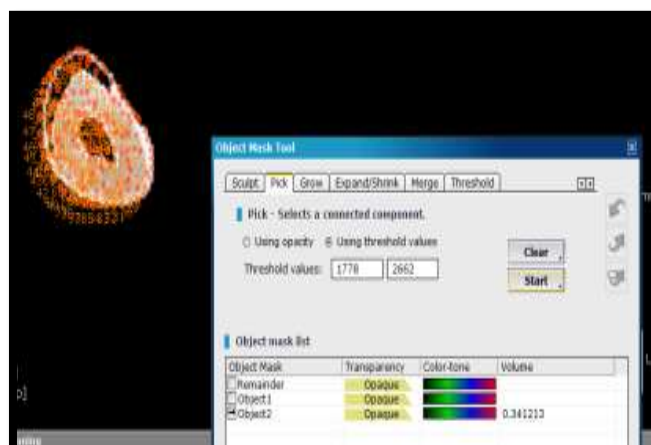 Object Mask Tool
Sculpt Pick Grow Expand/Shrink Merge Threshold
Pick - Selects a connected component.
Using opacity Using threshold values
Clear
Threshold values: 1778 2662
Start
Object mask list
Object Mask Transparency Color-tone Volume
Remainder Opaque
Object1 Opaque
Object2 Opaque 0.341213